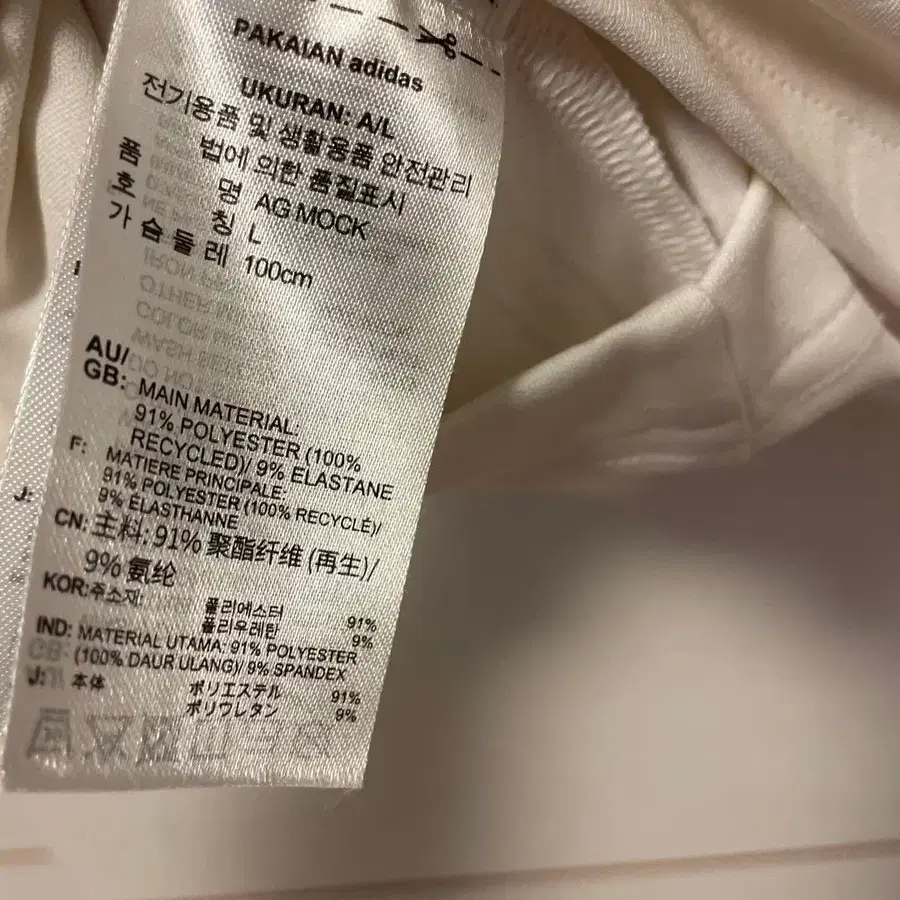 PAKAIAN adidas
UKURAN: A/L
전기용품 및 생활용품 안전관리
법에 의한 품질표시
품 명 AG MOCK
호 칭 L
가 슴 둘 레 100cm
AU/
GB: MAIN MATERIAL:
91% POLYESTER (100%
RECYCLED)/ 9% ELASTANE
F: MATIERE PRINCIPALE:
91% POLYESTER (100% RECYCLÉ)/
9% ÉLASTHANNE
CN: 主料: 91% 聚酯纤维 (再生)/
9% 氨纶
KOR:주소재: 폴리에스터 91%
폴리우레탄 9%
IND: MATERIAL UTAMA: 91% POLYESTER
(100% DAUR ULANG)/ 9% SPANDEX
J: 本体 ポリエステル 91%
ポリウレタン 9%
J: